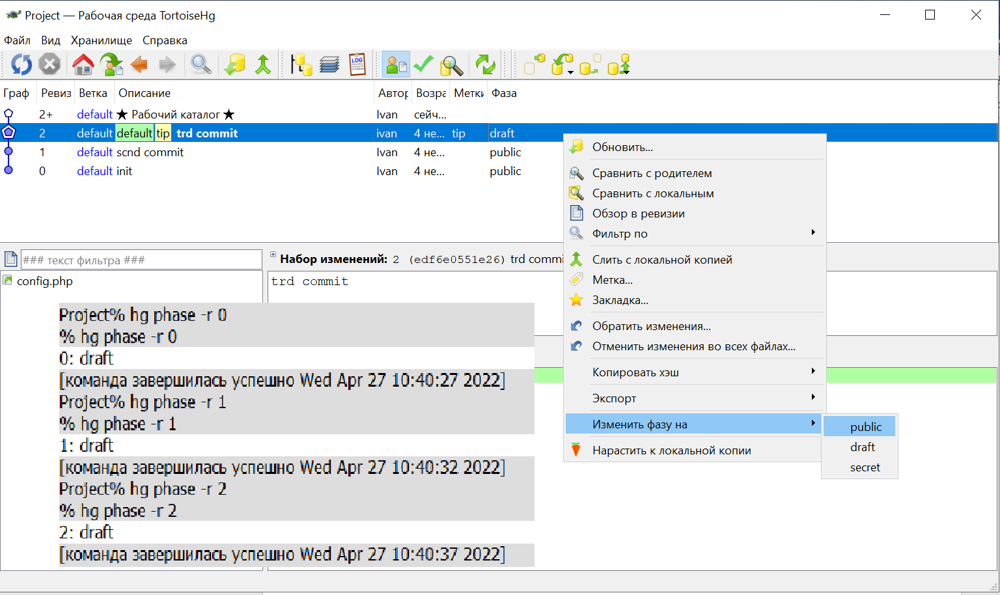 Project — Рабочая среда TortoiseHg
Файл Вид Хранилище Справка
LOG
Граф Ревиз Ветка Описание Автор Возра Метки Фаза
2+ default ★ Рабочий каталог ★ Ivan сейч...
2 default default tip trd commit ivan 4 не... tip draft
1 default scnd commit Ivan 4 не... public
0 default init Ivan 4 не... public
Обновить...
Сравнить с родителем
Сравнить с локальным
Обзор в ревизии
Фильтр по
Слить с локальной копией
Метка...
Закладка...
Обратить изменения...
Отменить изменения во всех файлах...
Копировать хэш
Экспорт
Изменить фазу на
Нарастить к локальной копии
public
draft
secret
### текст фильтра ###
Набор изменений: 2 (edf6e0551e26) trd commi
config.php
trd commit
Project% hg phase -r 0
% hg phase -r 0
0: draft
[команда завершилась успешно Wed Apr 27 10:40:27 2022]
Project% hg phase -r 1
% hg phase -r 1
1: draft
[команда завершилась успешно Wed Apr 27 10:40:32 2022]
Project% hg phase -r 2
% hg phase -r 2
2: draft
[команда завершилась успешно Wed Apr 27 10:40:37 2022]